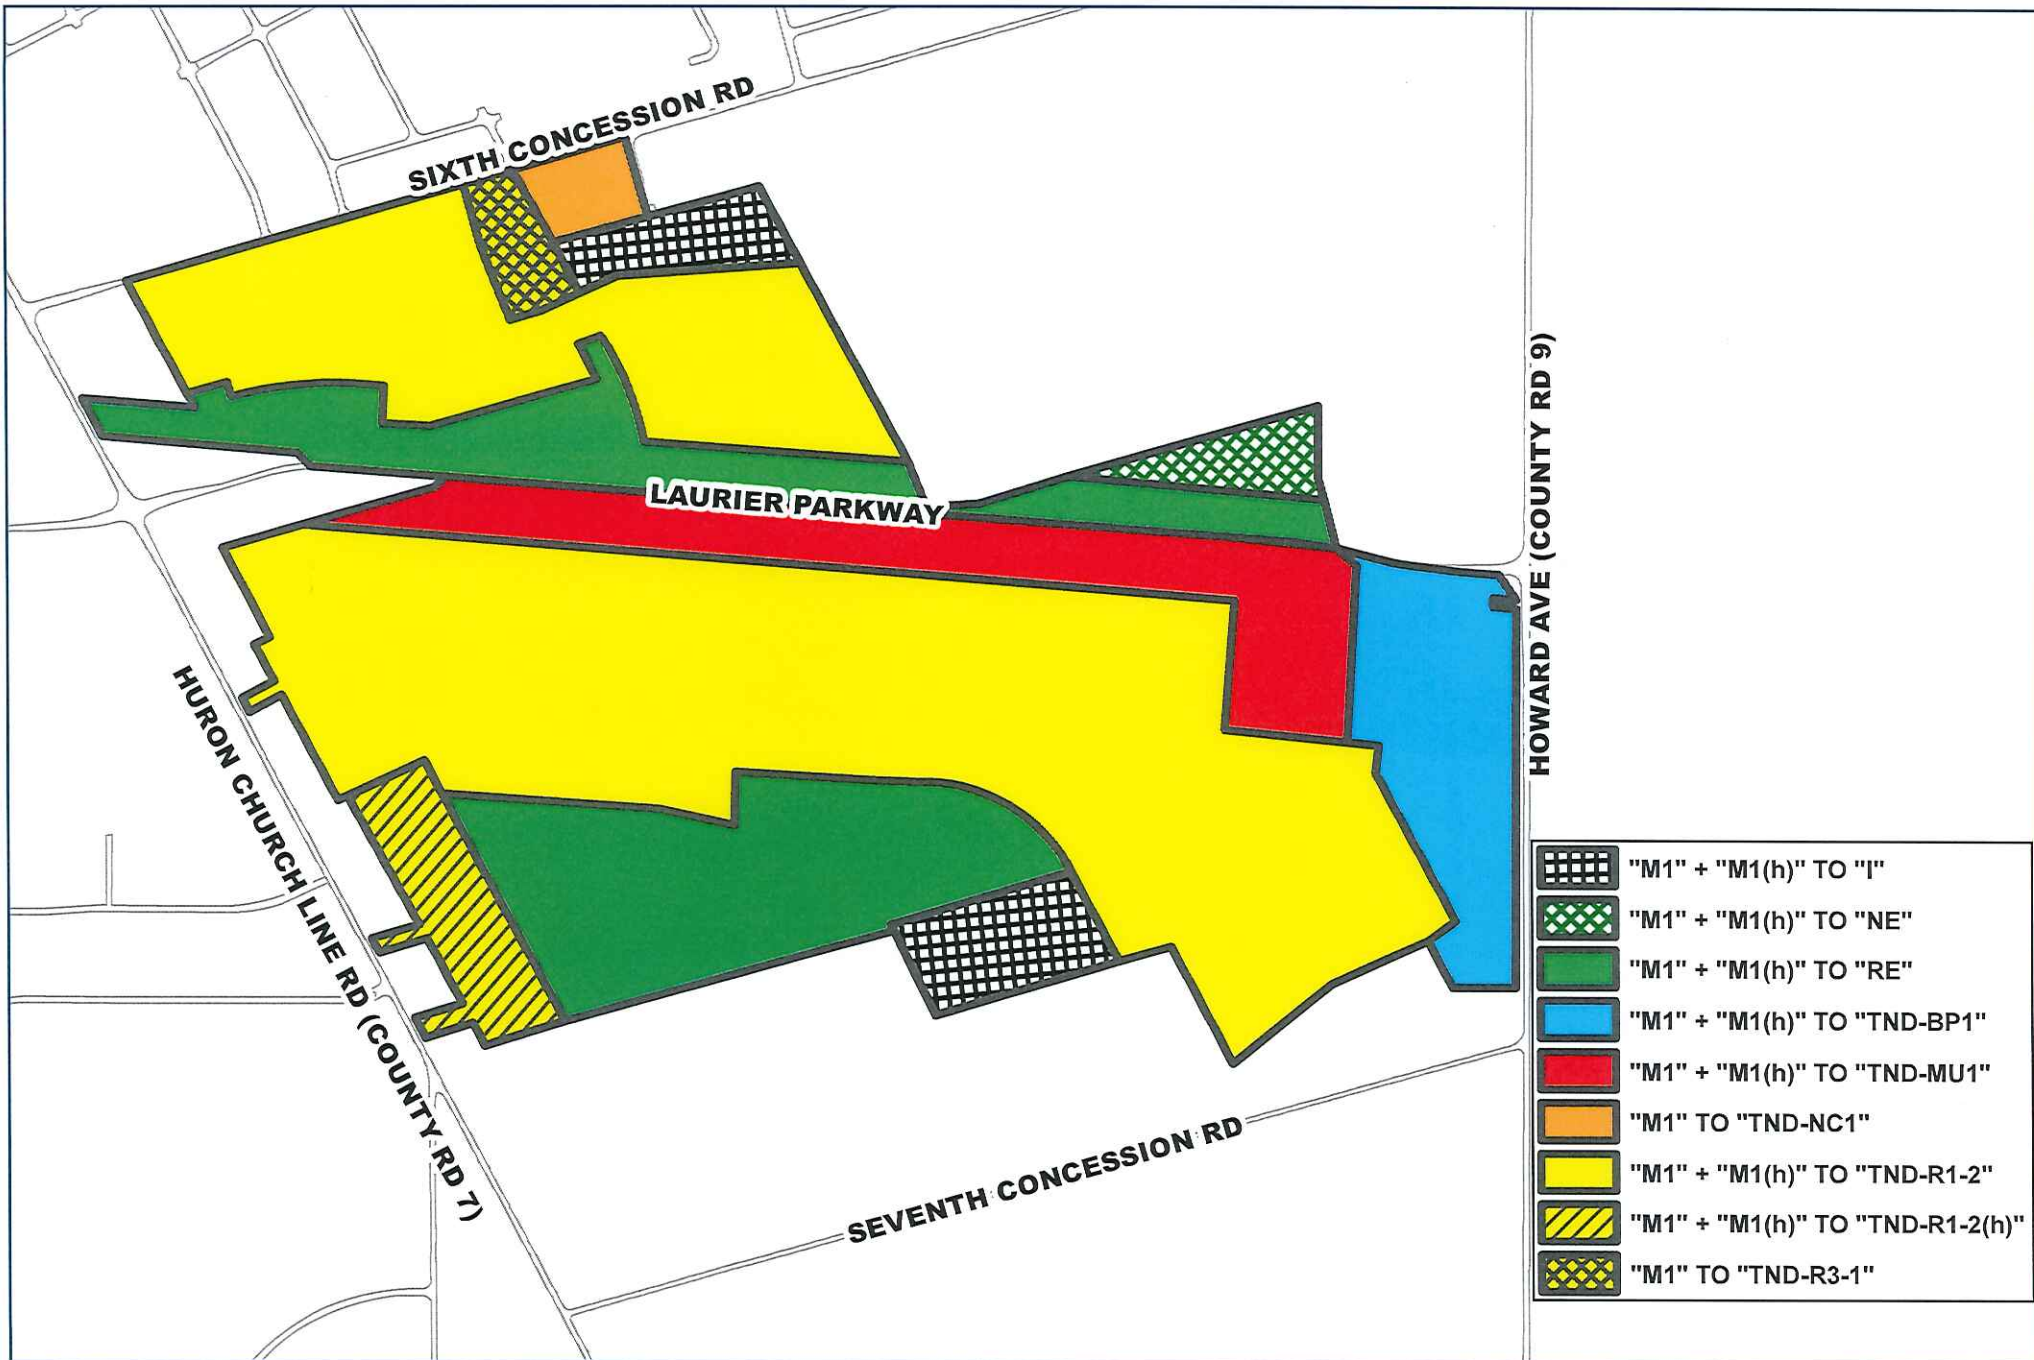 SIXTH CONCESSION RD
LAURIER PARKWAY
HOWARD AVE (COUNTY RD 9)
HURON CHURCH LINE RD (COUNTY RD 7)
SEVENTH CONCESSION RD
"M1" + "M1(h)" TO "I"
"M1" + "M1(h)" TO "NE"
"M1" + "M1(h)" TO "RE"
"M1" + "M1(h)" TO "TND-BP1"
"M1" + "M1(h)" TO "TND-MU1"
"M1" TO "TND-NC1"
"M1" + "M1(h)" TO "TND-R1-2"
"M1" + "M1(h)" TO "TND-R1-2(h)"
"M1" TO "TND-R3-1"